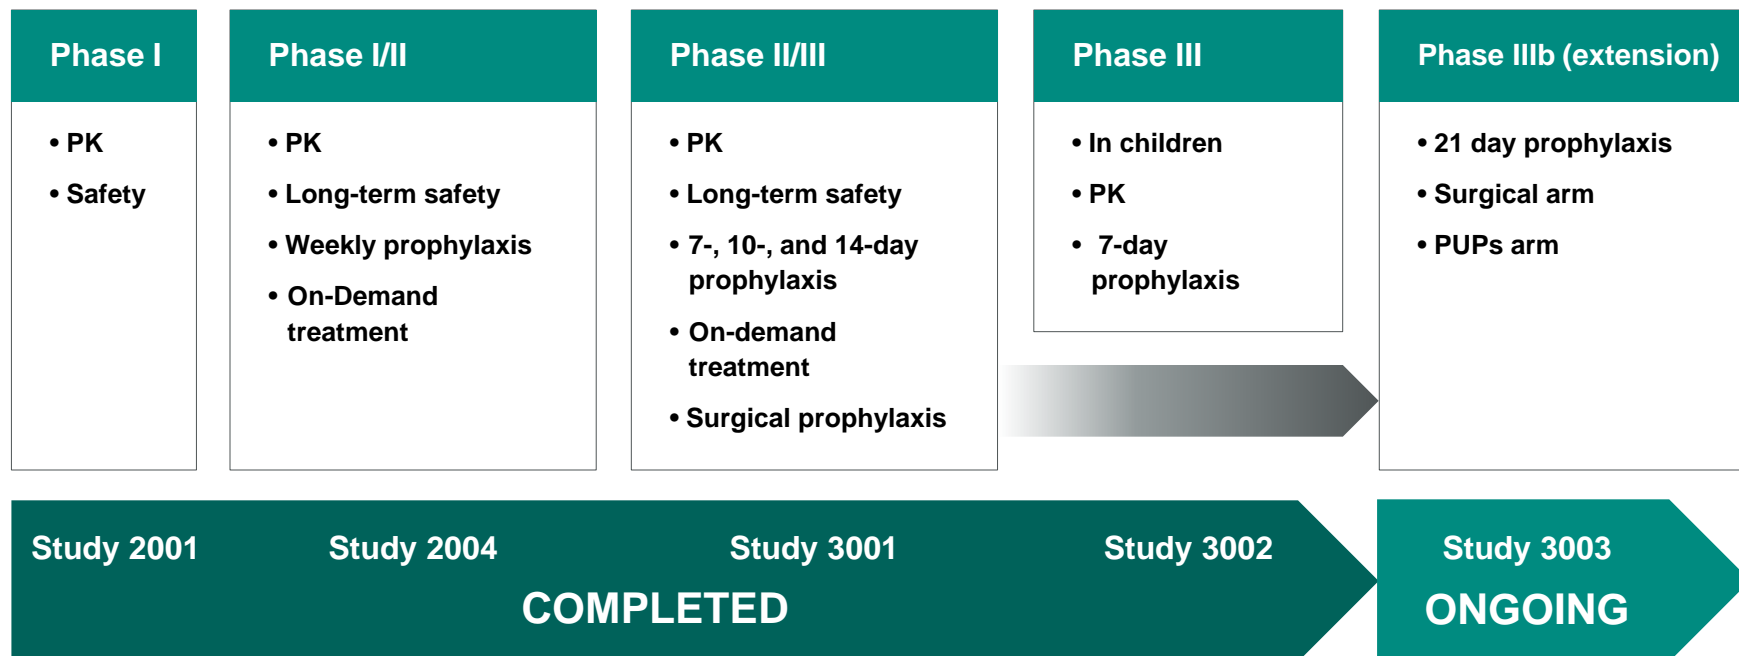 Phase I
• PK
• Safety
Phase I/II
• PK
• Long-term safety
• Weekly prophylaxis
• On-Demand
treatment
Phase II/III
• PK
• Long-term safety
• 7-, 10-, and 14-day
prophylaxis
• On-demand
treatment
• Surgical prophylaxis
Phase III
• In children
• PK
• 7-day
prophylaxis
Phase IIIb (extension)
• 21 day prophylaxis
• Surgical arm
• PUPs arm
Study 2001
Study 2004
Study 3001
Study 3002
COMPLETED
Study 3003
ONGOING